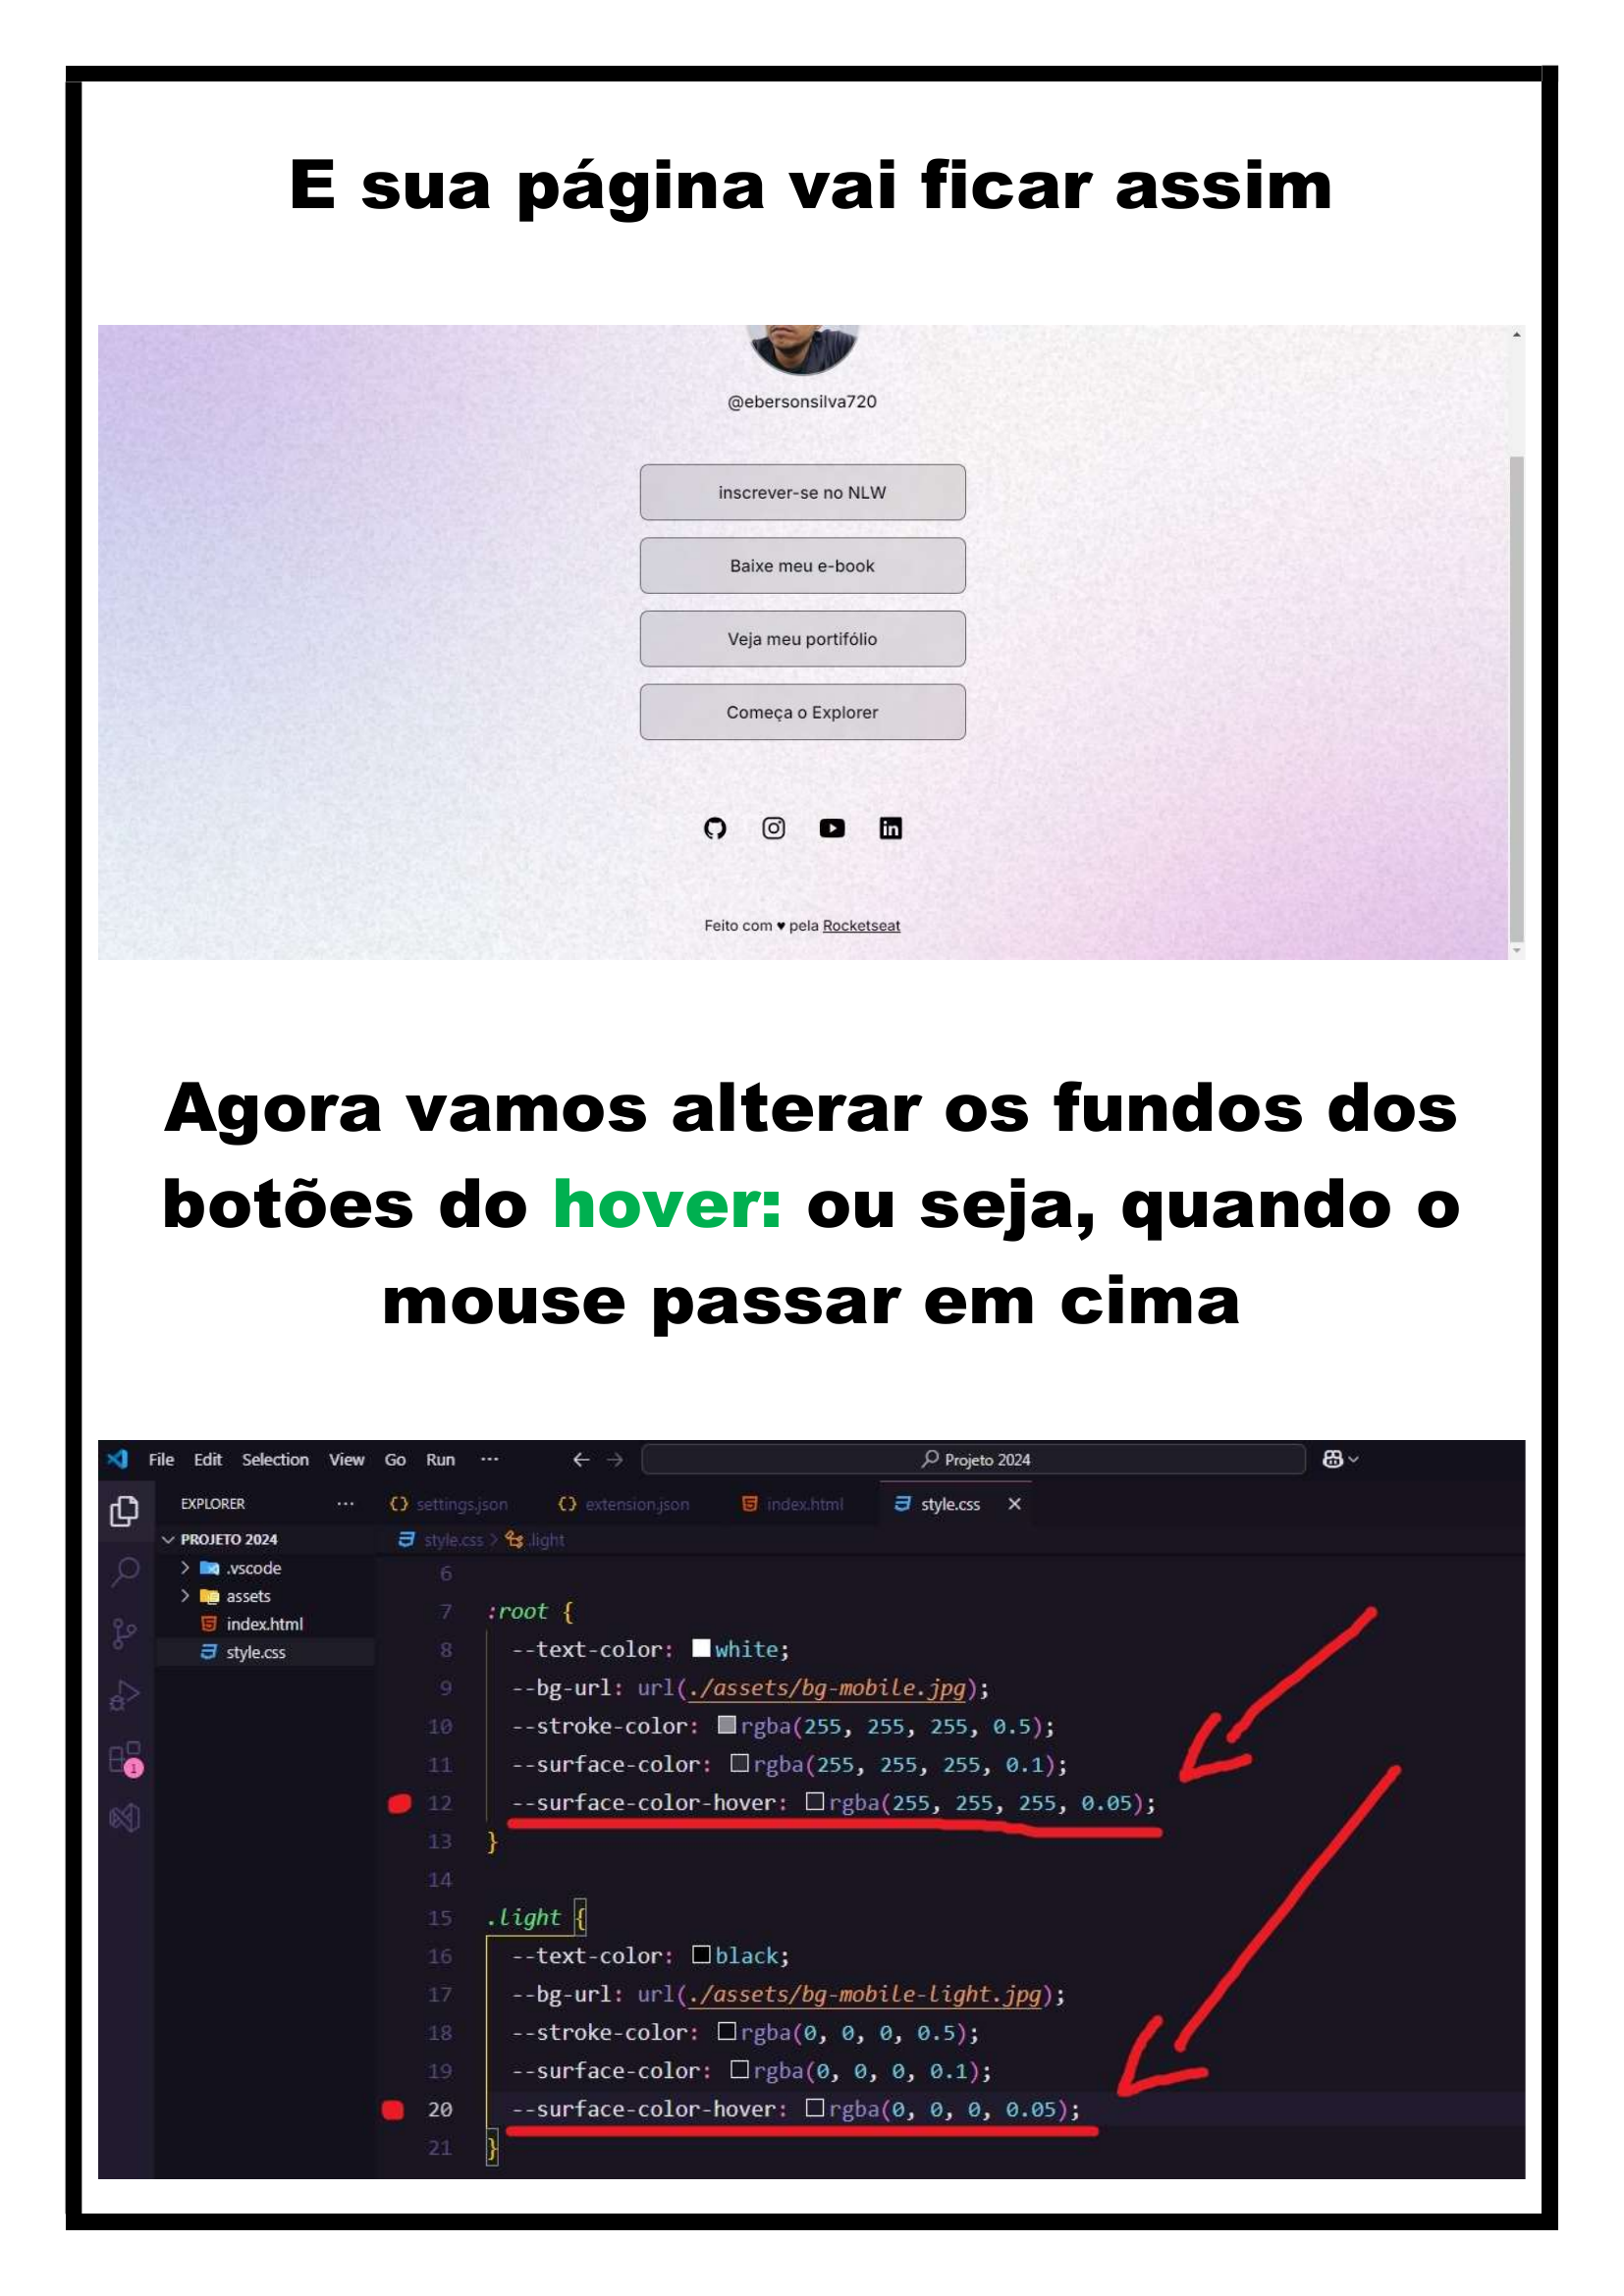 E sua página vai ficar assim
@ebersonsilva720
inscrever-se no NLW
Baixe meu e-book
Veja meu portifólio
Começa o Explorer
Feito com ♥ pela Rocketseat
Agora vamos alterar os fundos dos
botões do hover: ou seja, quando o
mouse passar em cima
File Edit Selection View Go Run ··· ← → Projeto 2024
EXPLORER ··· {} settings.json {} extension.json index.html style.css ×
PROJETO 2024 style.css > .light
.vscode
assets
index.html
style.css
6
7 :root {
8 --text-color: white;
9 --bg-url: url(./assets/bg-mobile.jpg);
10 --stroke-color: rgba(255, 255, 255, 0.5);
11 --surface-color: rgba(255, 255, 255, 0.1);
1
12 --surface-color-hover: rgba(255, 255, 255, 0.05);
13 }
14
15 .light {
16 --text-color: black;
17 --bg-url: url(./assets/bg-mobile-light.jpg);
18 --stroke-color: rgba(0, 0, 0, 0.5);
19 --surface-color: rgba(0, 0, 0, 0.1);
20 --surface-color-hover: rgba(0, 0, 0, 0.05);
21 }